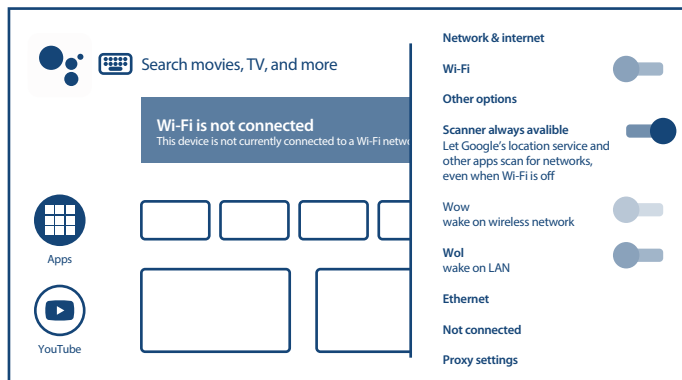 Search movies, TV, and more
Wi-Fi is not connected
This device is not currently connected to a Wi-Fi netwo
Apps
YouTube
Network & internet
Wi-Fi
Other options
Scanner always avalible
Let Google's location service and
other apps scan for networks,
even when Wi-Fi is off
Wow
wake on wireless network
Wol
wake on LAN
Ethernet
Not connected
Proxy settings